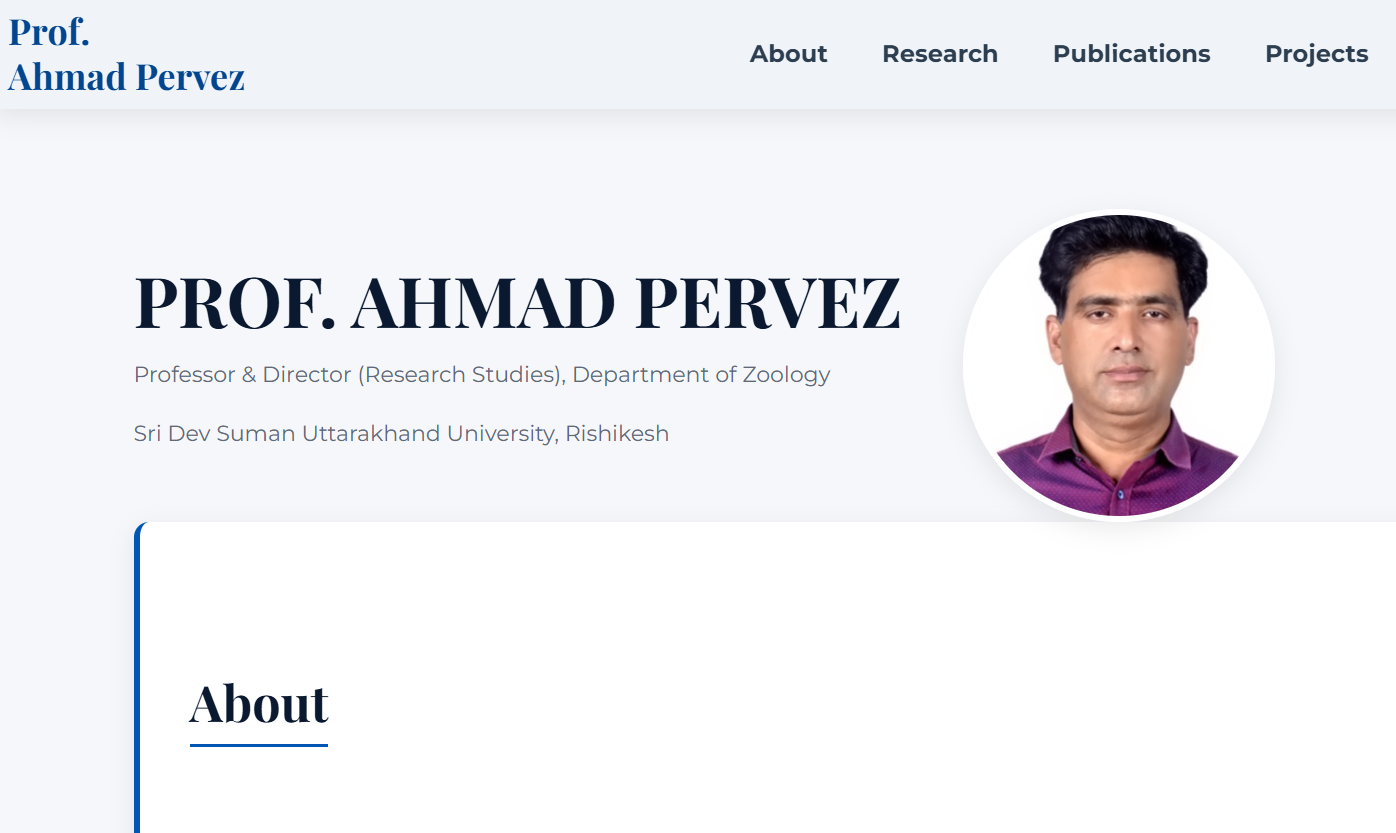 Prof.
Ahmad Pervez
About
Research
Publications
Projects
PROF. AHMAD PERVEZ
Professor & Director (Research Studies), Department of Zoology
Sri Dev Suman Uttarakhand University, Rishikesh
About